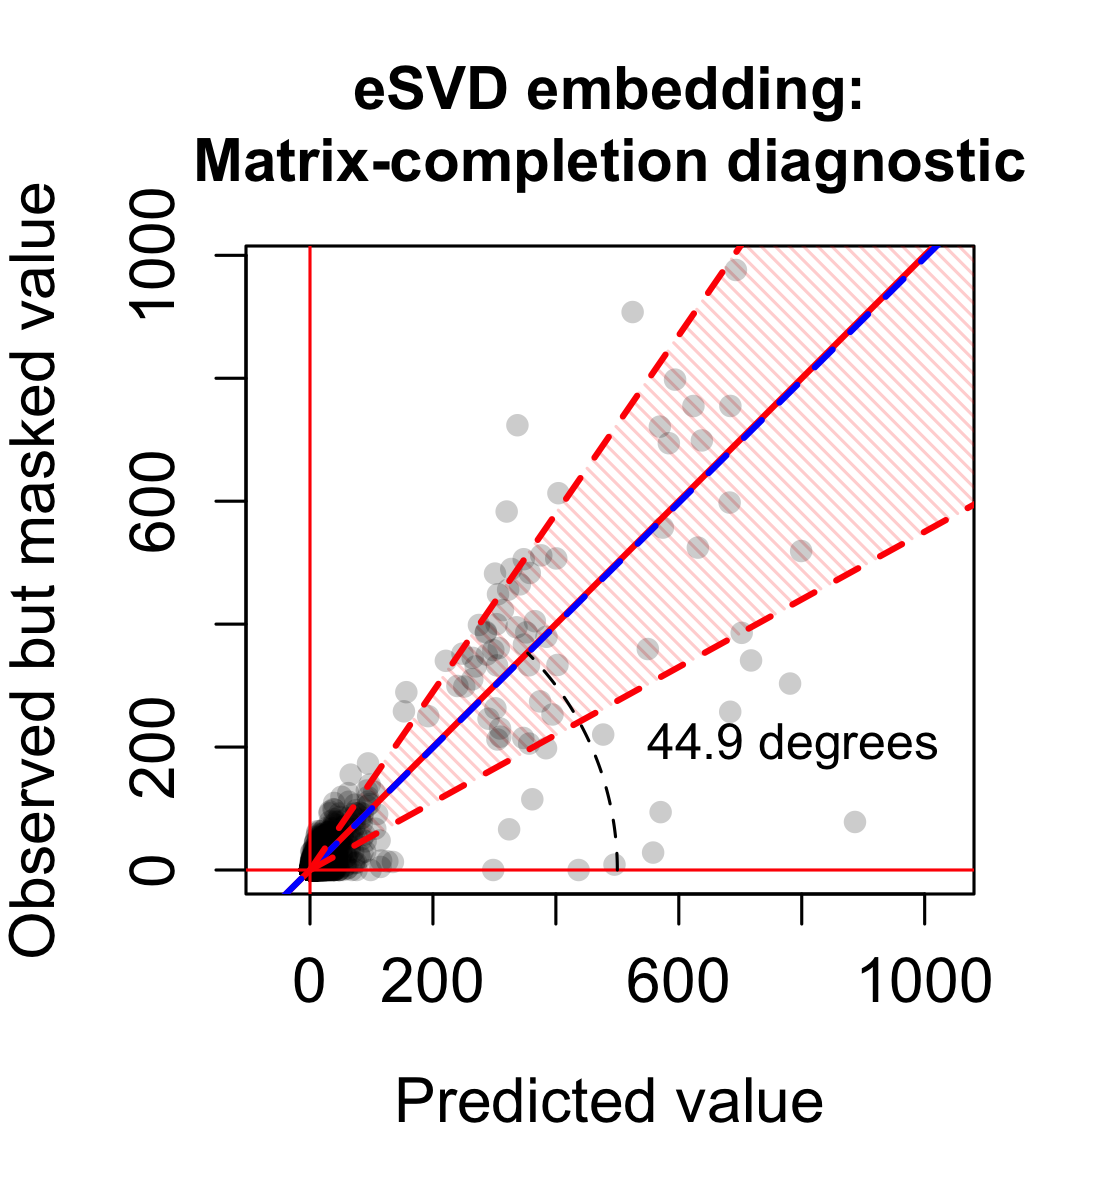 eSVD embedding:
Matrix-completion diagnostic
Observed but masked value
1000
600
200
0
44.9 degrees
0 200 600 1000
Predicted value